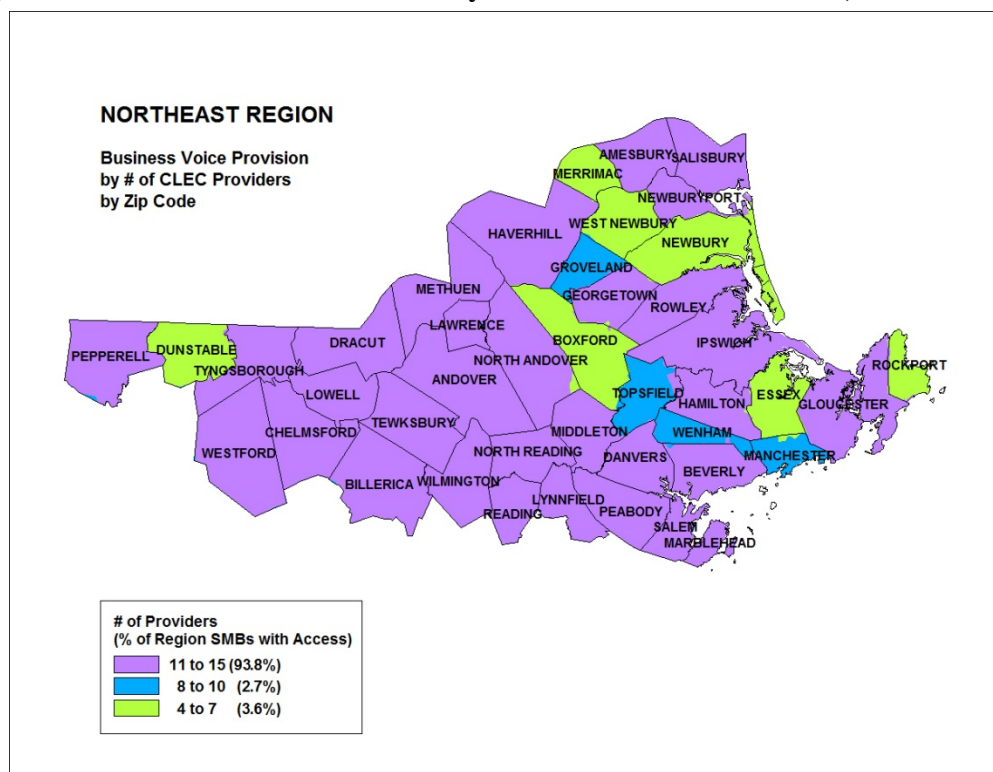 NORTHEAST REGION
Business Voice Provision
by # of CLEC Providers
by Zip Code
AMESBURY
SALISBURY
MERRIMAC
NEWBURYPORT
WEST NEWBURY
HAVERHILL
NEWBURY
GROVELAND
METHUEN
GEORGETOWN
ROWLEY
LAWRENCE
DRACUT
BOXFORD
IPSWICH
PEPPERELL
DUNSTABLE
TYNGSBOROUGH
NORTH ANDOVER
ROCKPORT
ANDOVER
LOWELL
TOPSFIELD
ESSEX
HAMILTON
GLOUCESTER
TEWKSBURY
CHELMSFORD
MIDDLETON
WENHAM
WESTFORD
NORTH READING
DANVERS
MANCHESTER
BEVERLY
BILLERICA
WILMINGTON
LYNNFIELD
READING
PEABODY
SALEM
MARBLEHEAD
# of Providers
(% of Region SMBs with Access)
11 to 15 (93.8%)
8 to 10 (2.7%)
4 to 7 (3.6%)